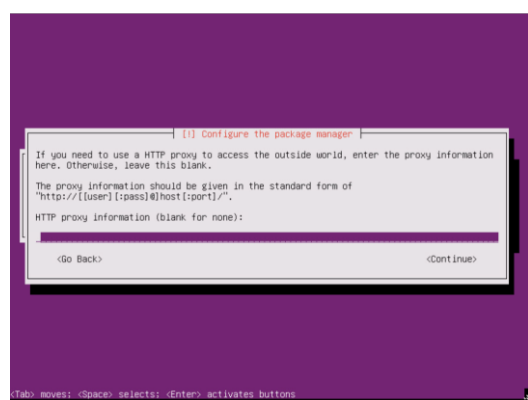 [!] Configure the package manager
If you need to use a HTTP proxy to access the outside world, enter the proxy information
here. Otherwise, leave this blank.
The proxy information should be given in the standard form of
"http://[[user][:pass]@]host[:port]/".
HTTP proxy information (blank for none):
<Go Back>
<Continue>
<Tab> moves; <Space> selects; <Enter> activates buttons